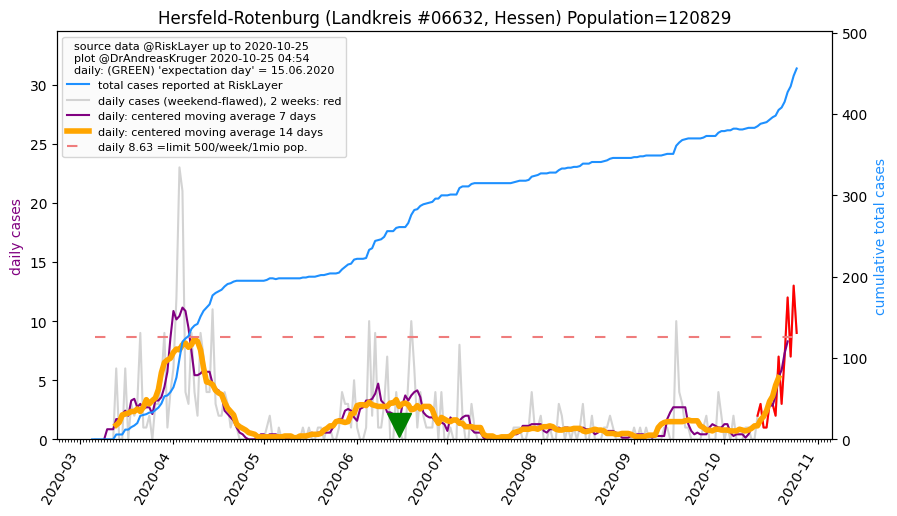 Hersfeld-Rotenburg (Landkreis #06632, Hessen) Population=120829
source data @RiskLayer up to 2020-10-25
plot @DrAndreasKruger 2020-10-25 04:54
daily: (GREEN) 'expectation day' = 15.06.2020
total cases reported at RiskLayer
daily cases (weekend-flawed), 2 weeks: red
daily: centered moving average 7 days
daily: centered moving average 14 days
daily 8.63 =limit 500/week/1mio pop.
daily cases
30
25
20
15
10
5
0
cumulative total cases
500
400
300
200
100
0
2020-03
2020-04
2020-05
2020-06
2020-07
2020-08
2020-09
2020-10
2020-11